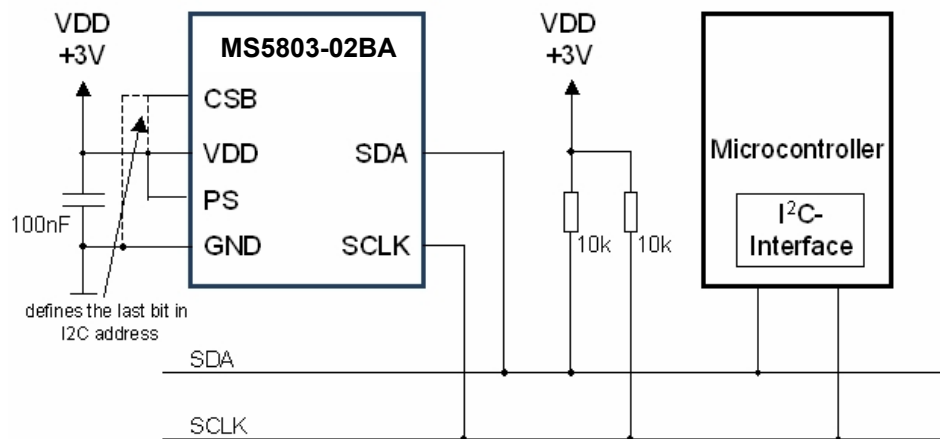 VDD
+3V
MS5803-02BA
CSB
VDD
PS
GND
SDA
SCLK
100nF
defines the last bit in
I2C address
VDD
+3V
10k
10k
Microcontroller
I²C-
Interface
SDA
SCLK